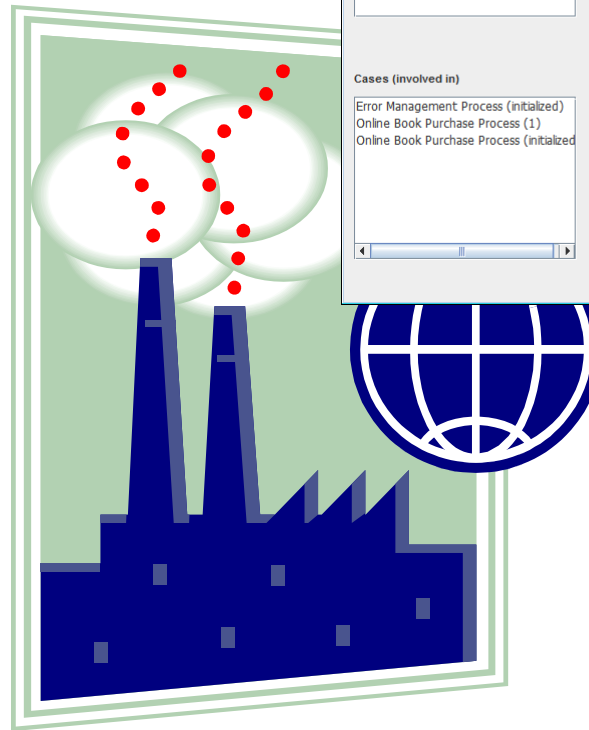 Cases (involved in)
Error Management Process (initialized)
Online Book Purchase Process (1)
Online Book Purchase Process (initialized